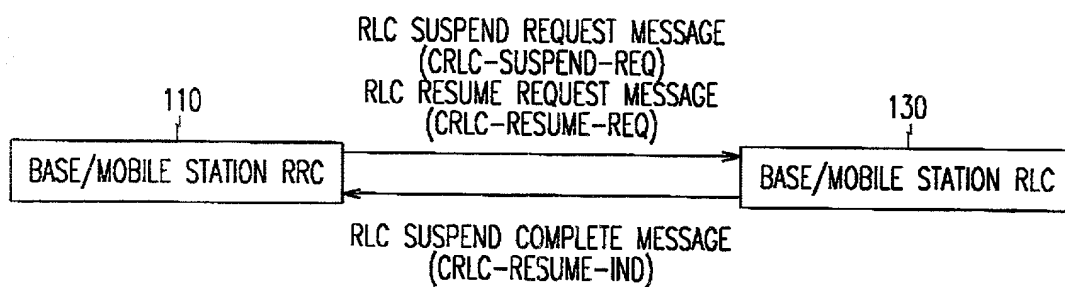 RLC SUSPEND REQUEST MESSAGE
(CRLC-SUSPEND-REQ)
RLC RESUME REQUEST MESSAGE
(CRLC-RESUME-REQ)
110
130
BASE/MOBILE STATION RRC
BASE/MOBILE STATION RLC
RLC SUSPEND COMPLETE MESSAGE
(CRLC-RESUME-IND)